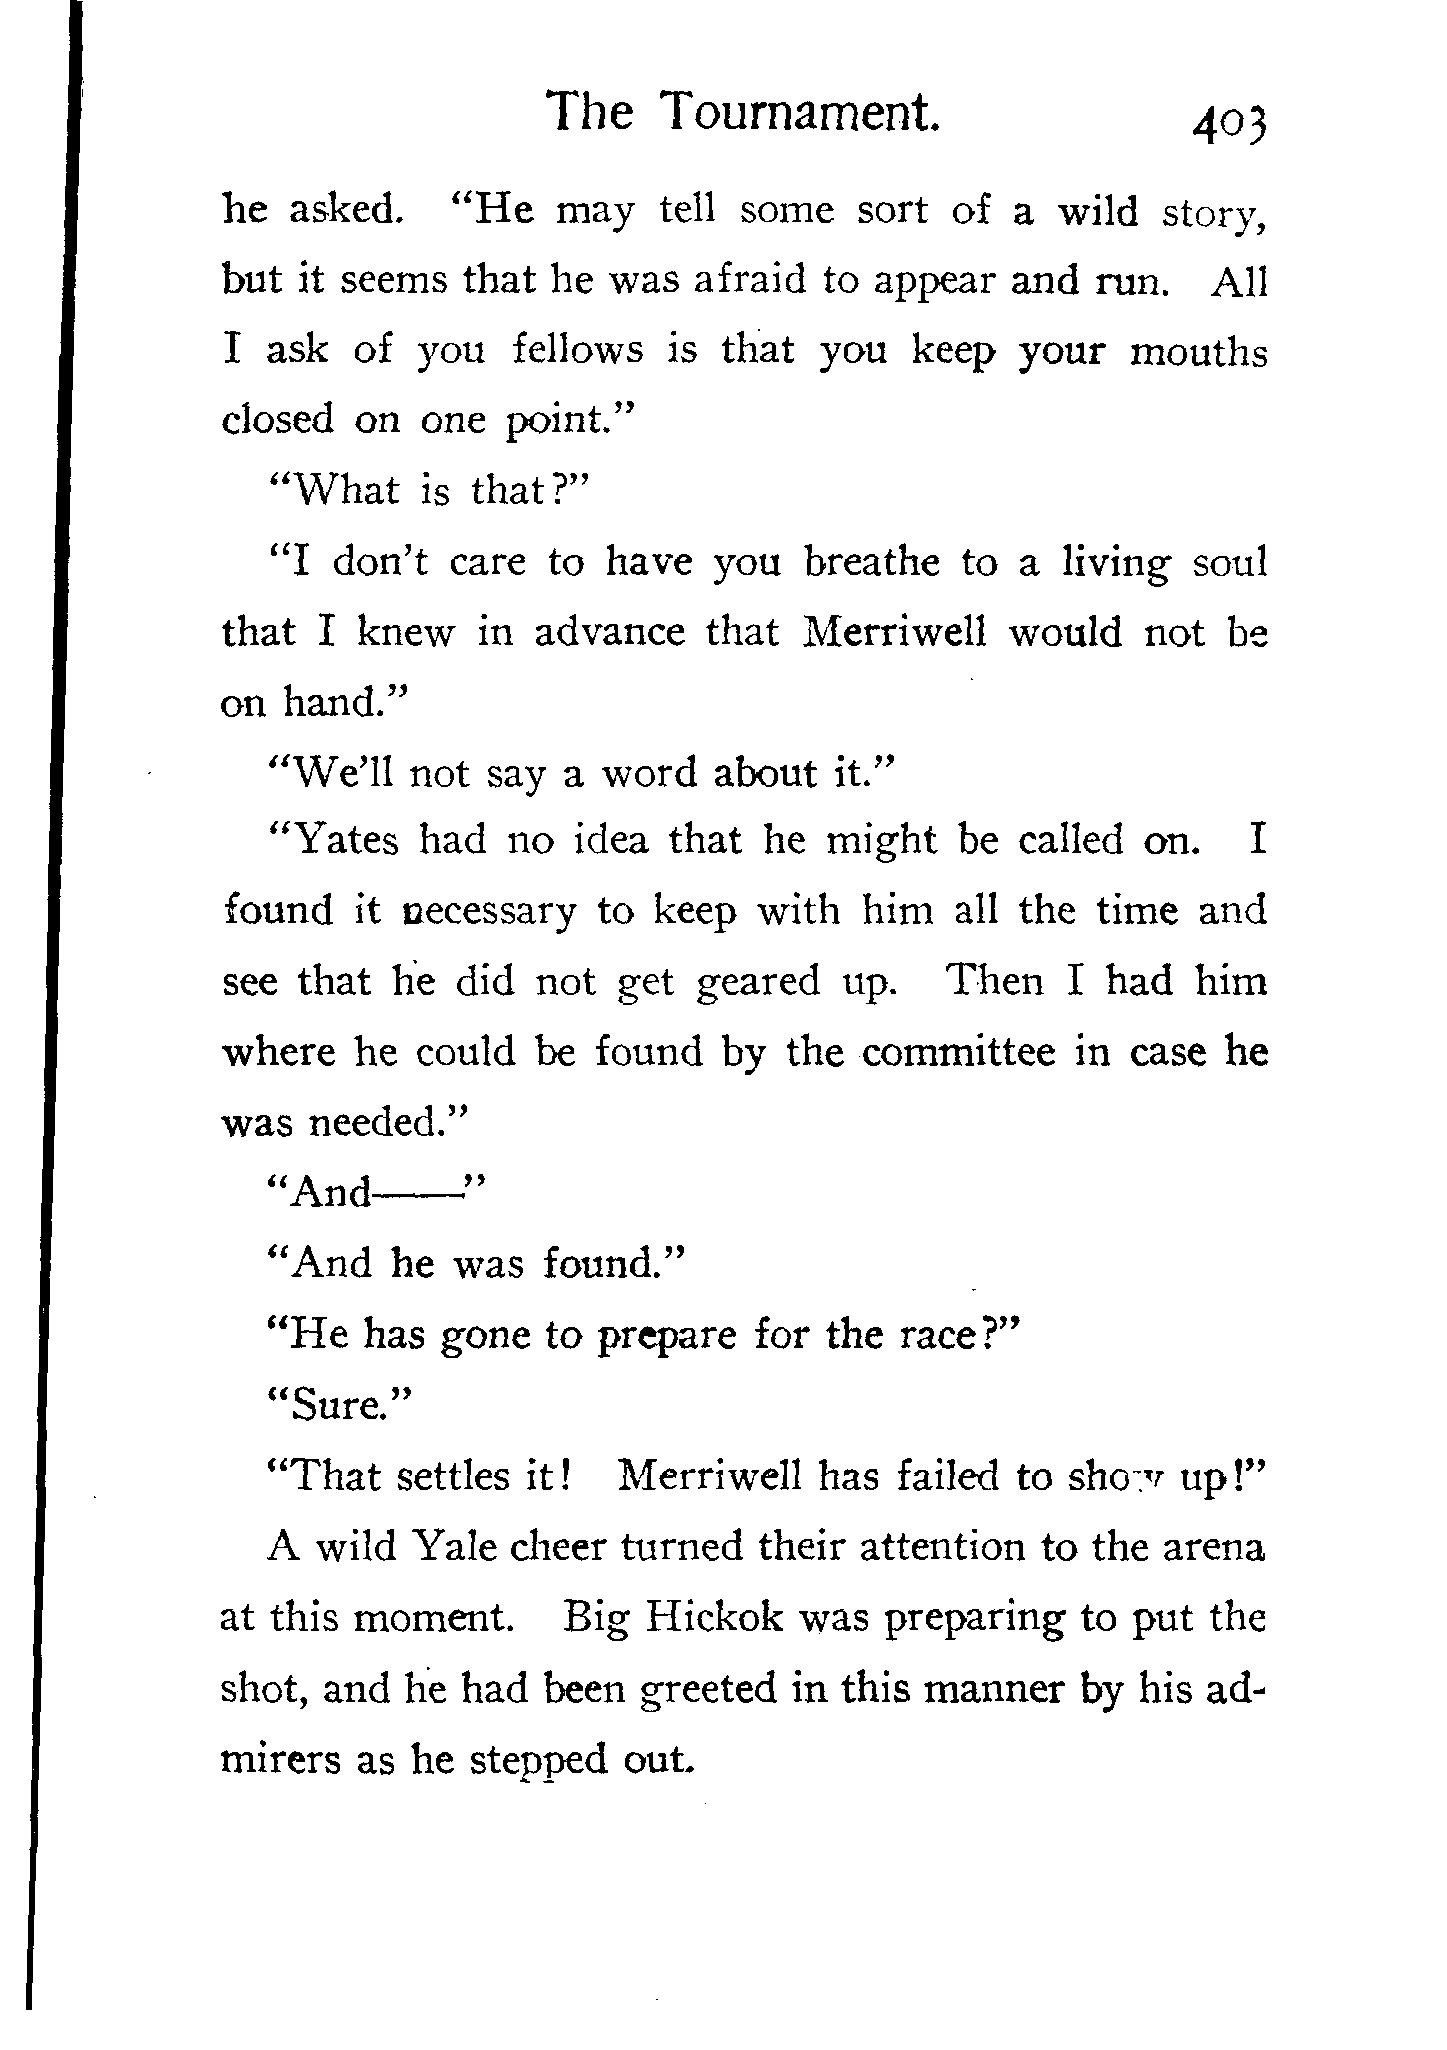 The Tournament. 403
he asked. “He may tell some sort of a wild story,
but it seems that he was afraid to appear and run. All
I ask of you fellows is that you keep your mouths
closed on one point.”
“What is that?”
“I don’t care to have you breathe to a living soul
that I knew in advance that Merriwell would not be
on hand.”
“We’ll not say a word about it.”
“Yates had no idea that he might be called on. I
found it necessary to keep with him all the time and
see that he did not get geared up. Then I had him
where he could be found by the committee in case he
was needed.”
“And——”
“And he was found.”
“He has gone to prepare for the race?”
“Sure.”
“That settles it! Merriwell has failed to show up!”
A wild Yale cheer turned their attention to the arena
at this moment. Big Hickok was preparing to put the
shot, and he had been greeted in this manner by his ad-
mirers as he stepped out.